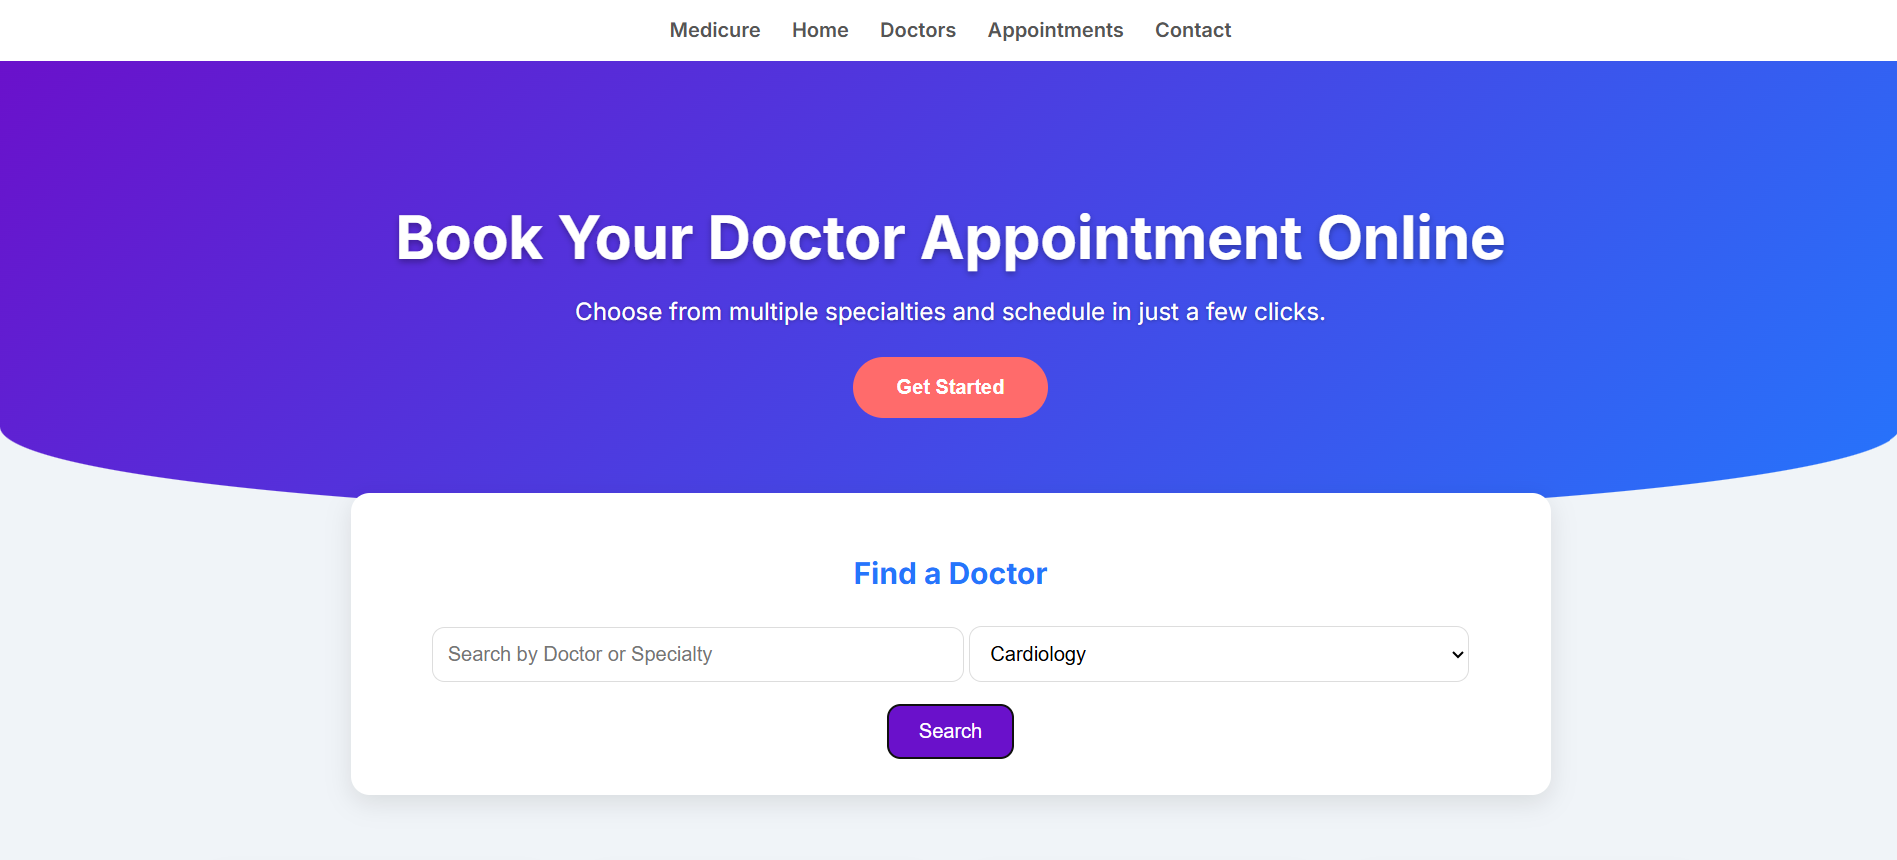 Medicure Home Doctors Appointments Contact
Book Your Doctor Appointment Online
Choose from multiple specialties and schedule in just a few clicks.
Get Started
Find a Doctor
Search by Doctor or Specialty Cardiology
Search